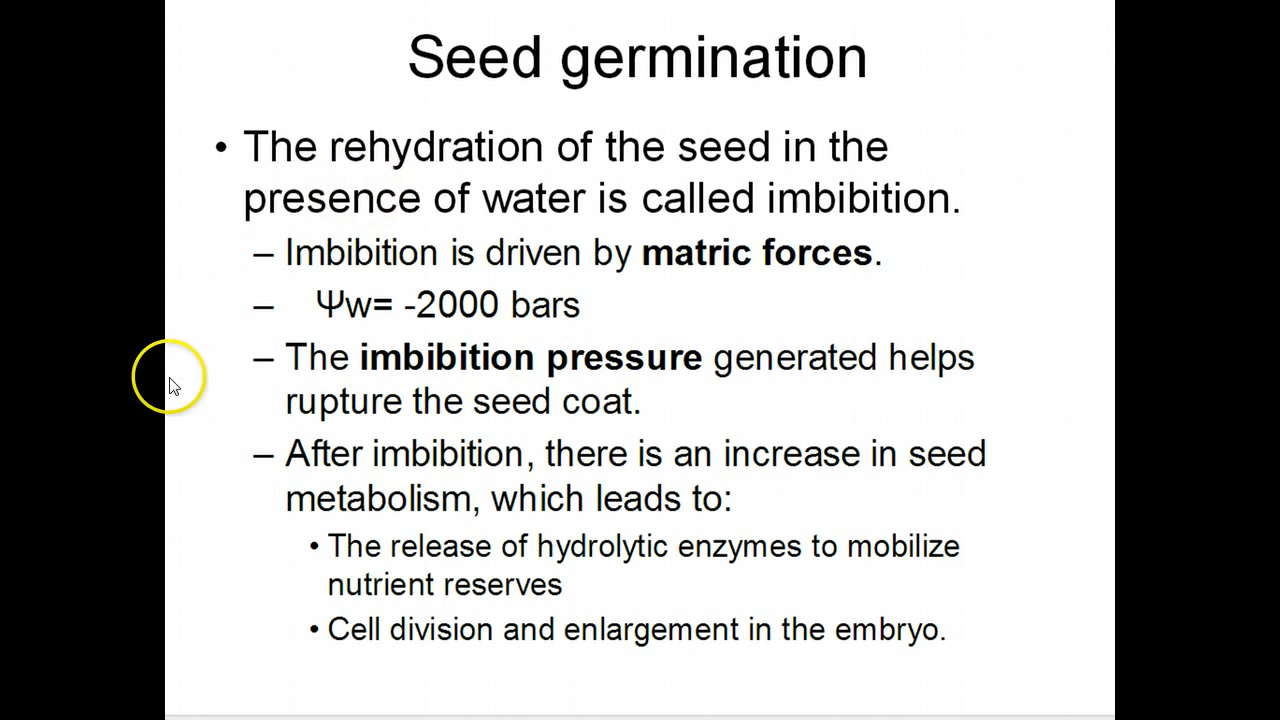 Seed germination
• The rehydration of the seed in the
presence of water is called imbibition.
– Imbibition is driven by matric forces.
– Ψw= -2000 bars
– The imbibition pressure generated helps
rupture the seed coat.
– After imbibition, there is an increase in seed
metabolism, which leads to:
• The release of hydrolytic enzymes to mobilize
nutrient reserves
• Cell division and enlargement in the embryo.